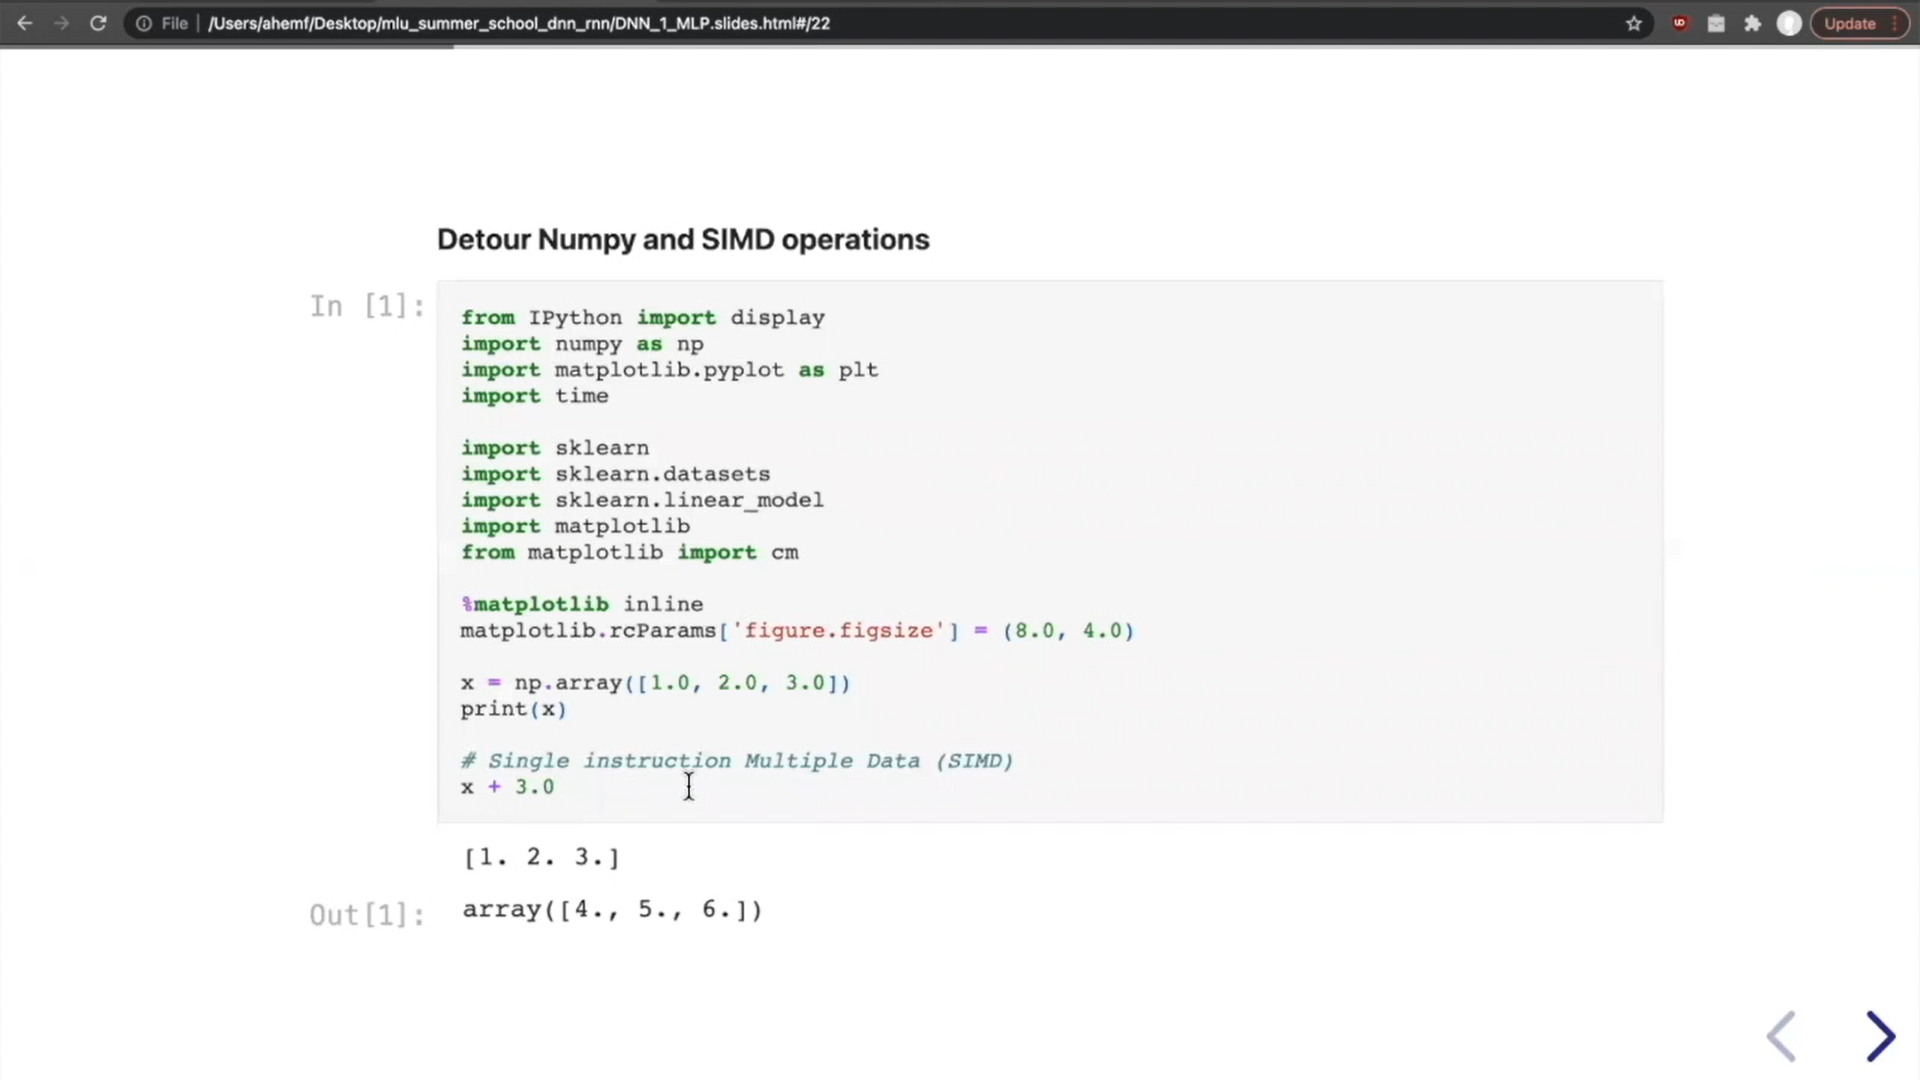 File /Users/ahemf/Desktop/mlu_summer_school_dnn_rnn/DNN_1_MLP.slides.html#/22 Update
Detour Numpy and SIMD operations
In [1]:
from IPython import display
import numpy as np
import matplotlib.pyplot as plt
import time
import sklearn
import sklearn.datasets
import sklearn.linear_model
import matplotlib
from matplotlib import cm
%matplotlib inline
matplotlib.rcParams['figure.figsize'] = (8.0, 4.0)
x = np.array([1.0, 2.0, 3.0])
print(x)
# Single instruction Multiple Data (SIMD)
x + 3.0
[1. 2. 3.]
Out[1]: array([4., 5., 6.])